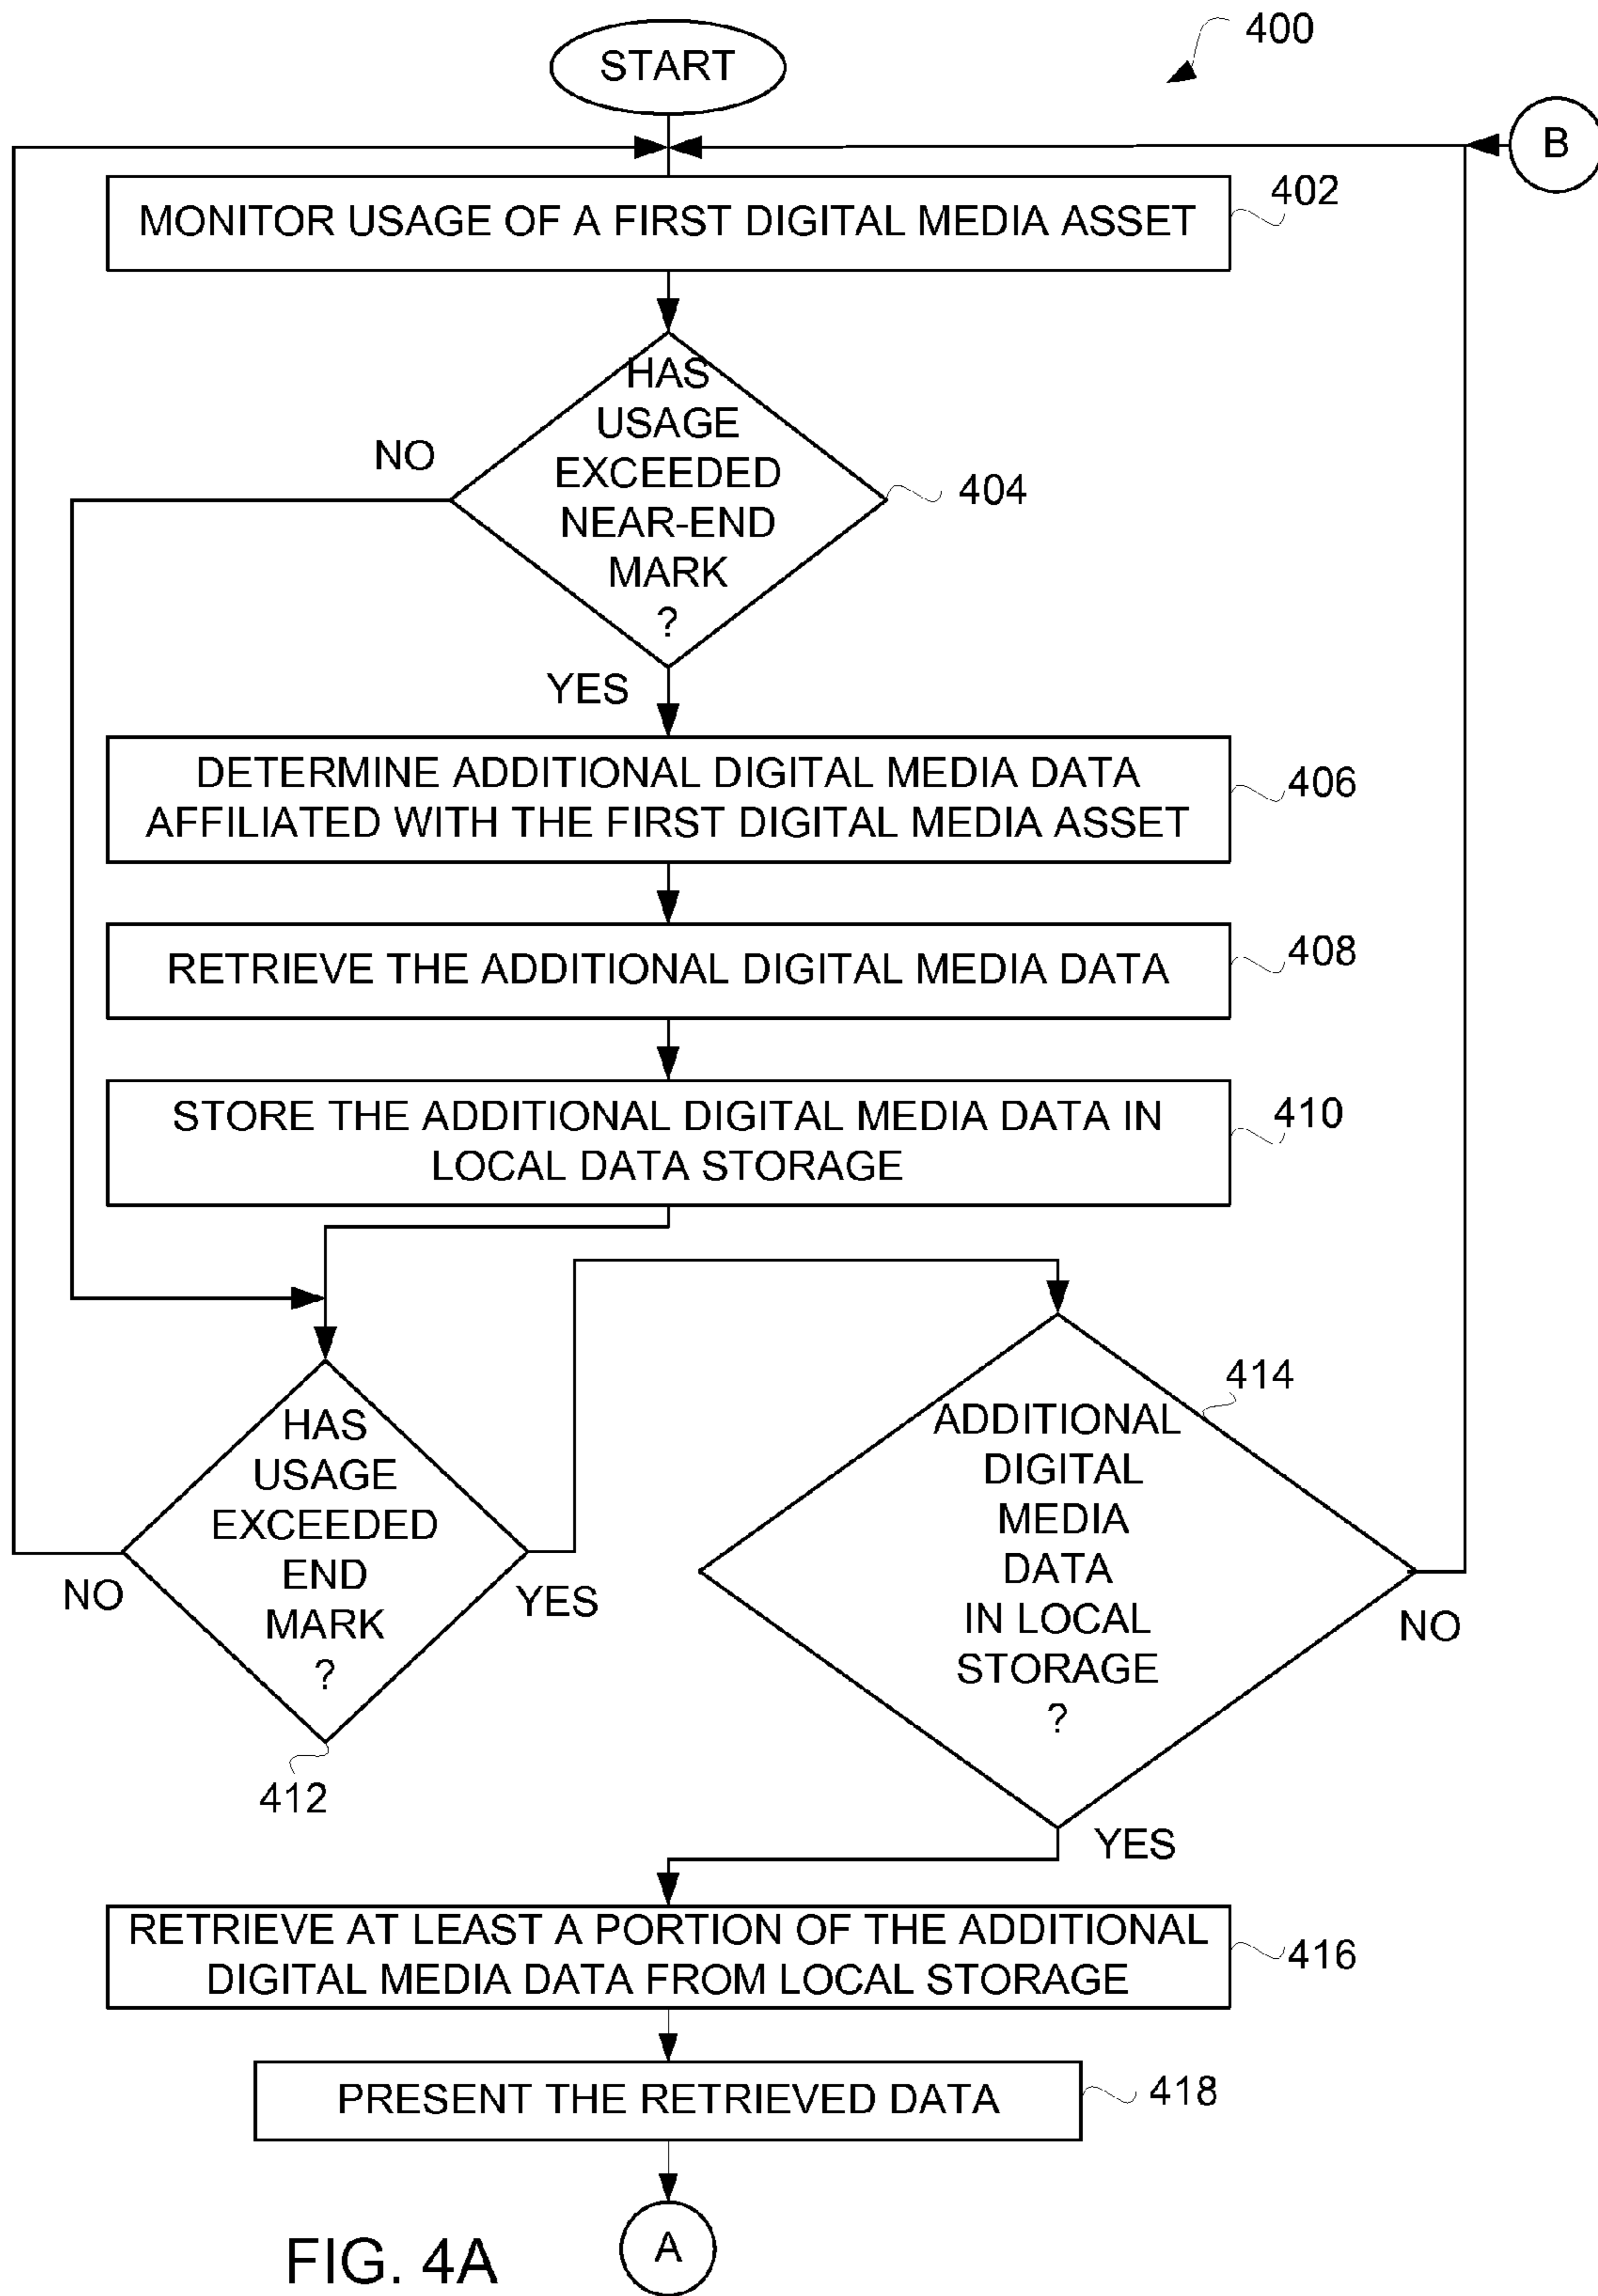 400
START
B
MONITOR USAGE OF A FIRST DIGITAL MEDIA ASSET
402
HAS
USAGE
EXCEEDED
NEAR-END
MARK
?
NO
404
YES
DETERMINE ADDITIONAL DIGITAL MEDIA DATA
AFFILIATED WITH THE FIRST DIGITAL MEDIA ASSET
406
RETRIEVE THE ADDITIONAL DIGITAL MEDIA DATA
408
STORE THE ADDITIONAL DIGITAL MEDIA DATA IN
LOCAL DATA STORAGE
410
HAS
USAGE
EXCEEDED
END
MARK
?
NO
YES
412
414
ADDITIONAL
DIGITAL
MEDIA
DATA
IN LOCAL
STORAGE
?
NO
YES
RETRIEVE AT LEAST A PORTION OF THE ADDITIONAL
DIGITAL MEDIA DATA FROM LOCAL STORAGE
416
PRESENT THE RETRIEVED DATA
418
A
FIG. 4A